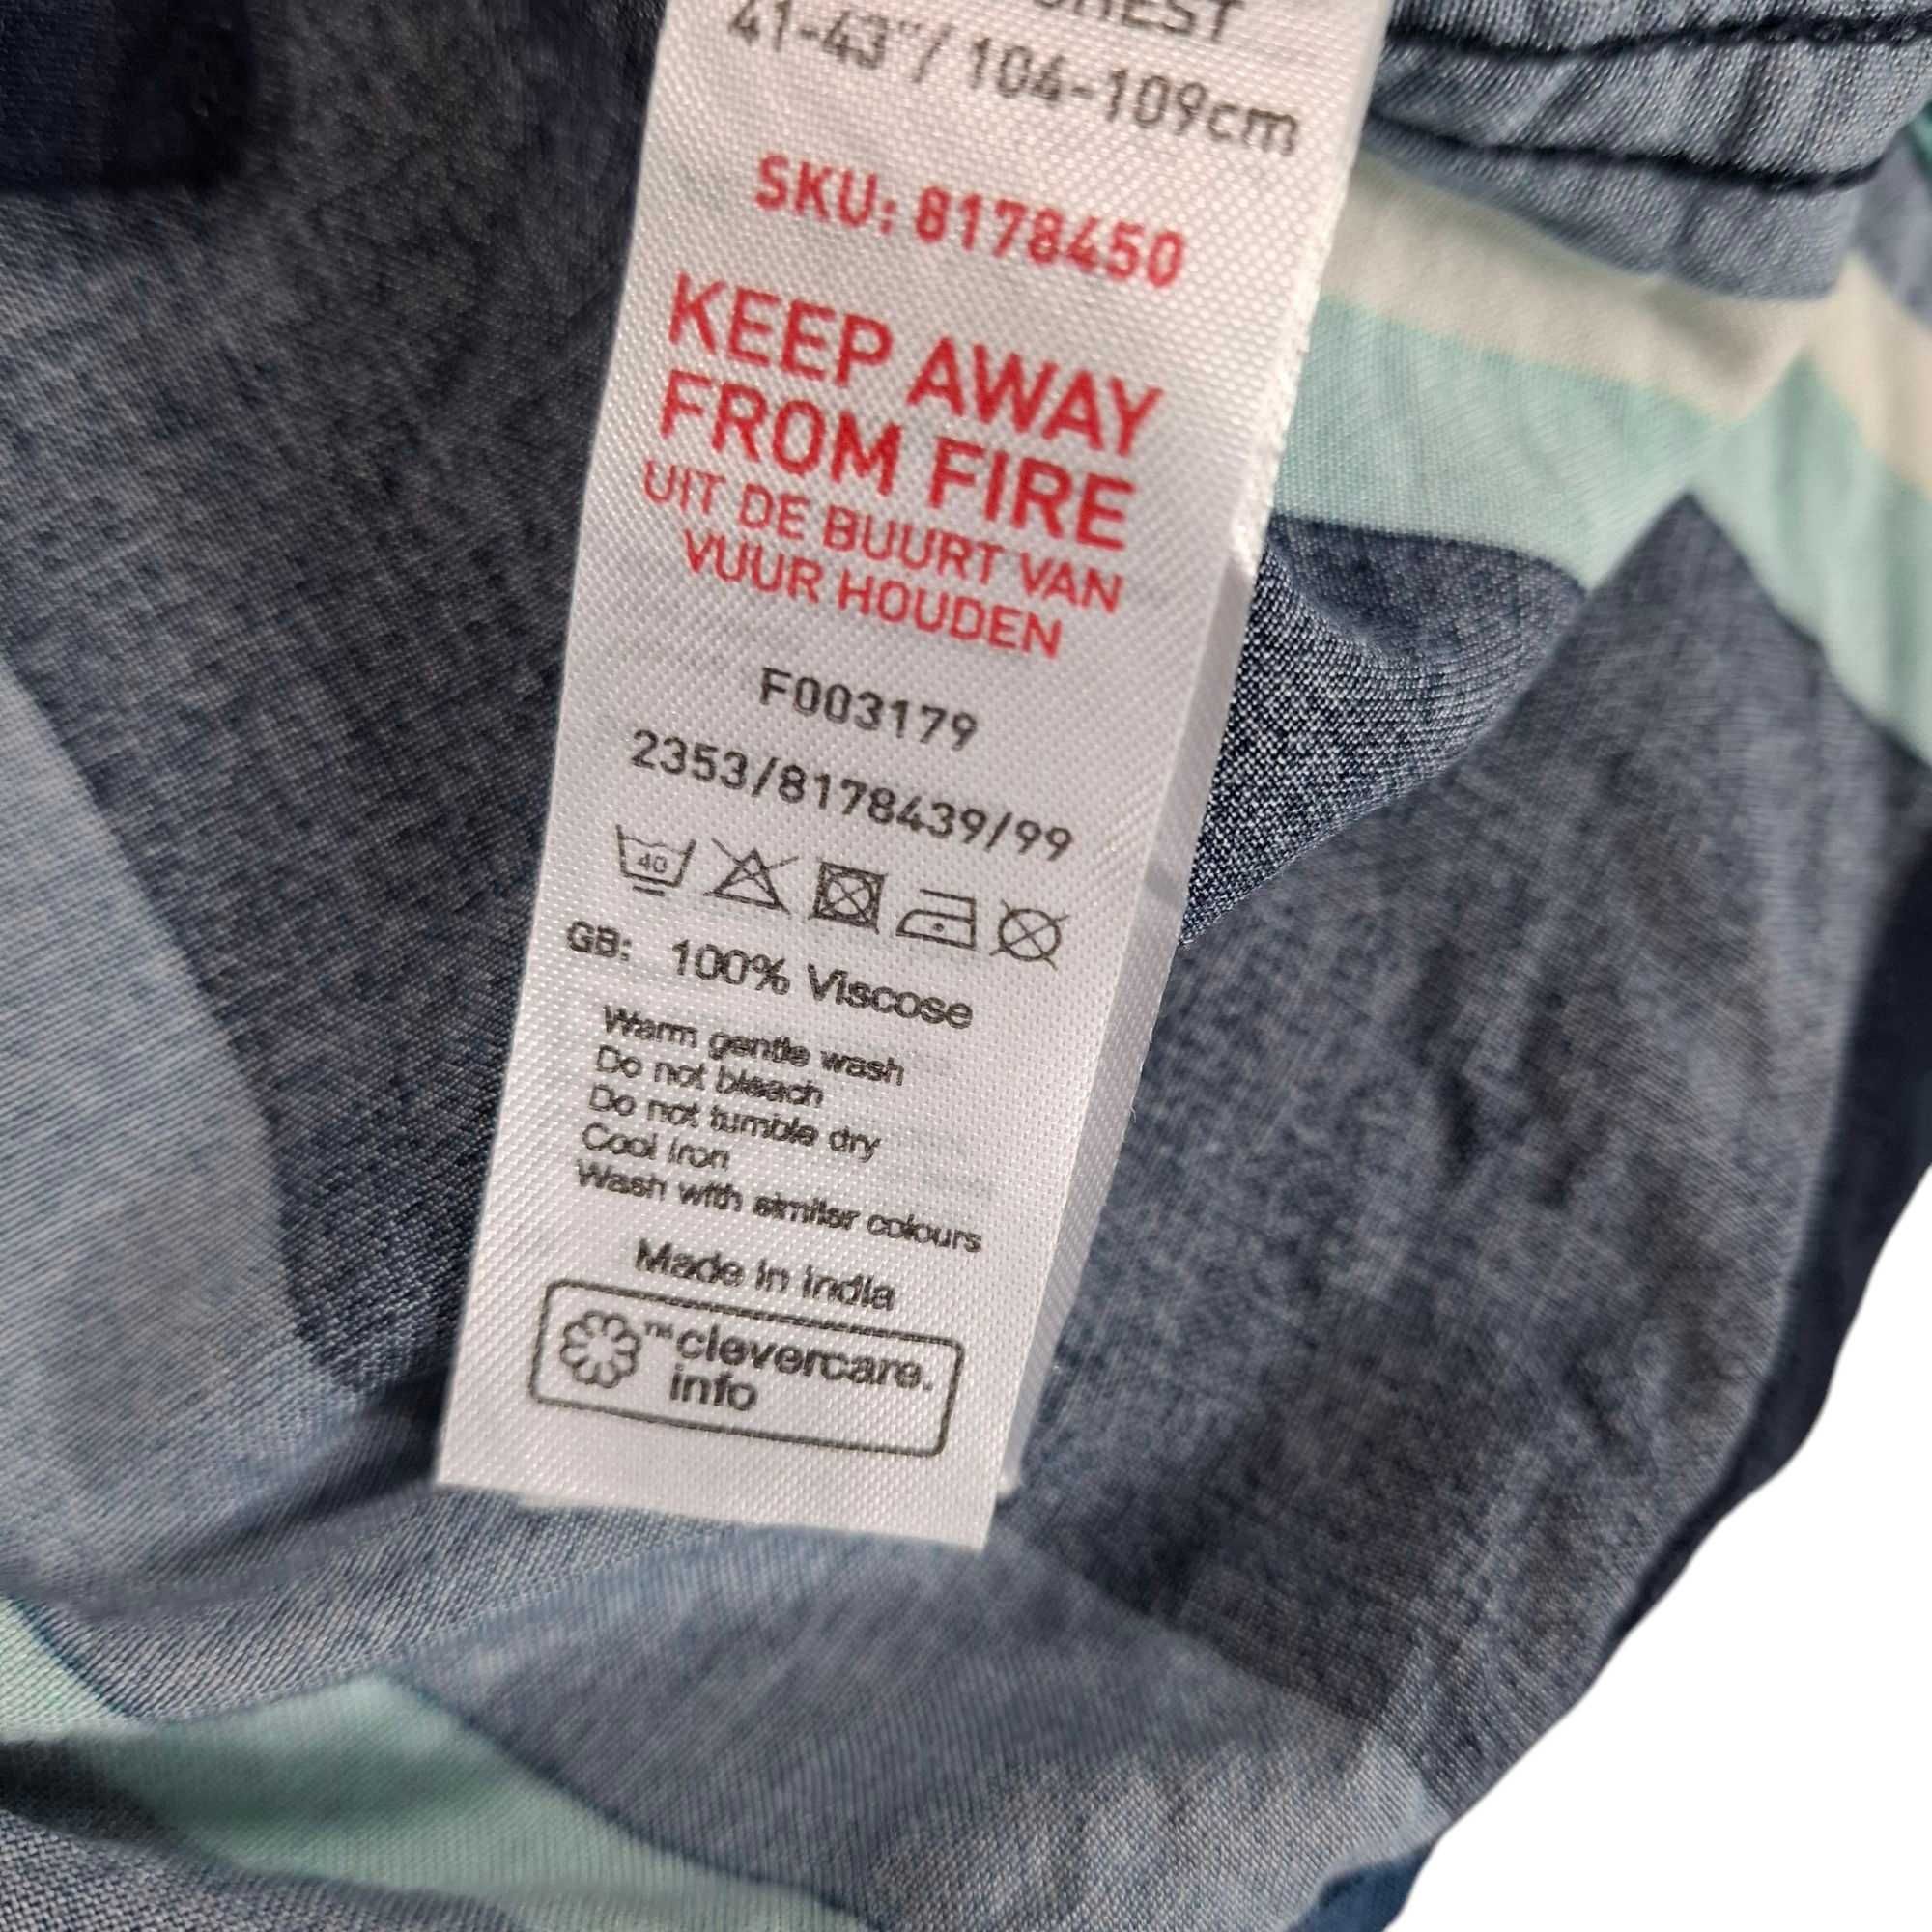 CHEST
41-43"/ 104-109cm
SKU: 8178450
KEEP AWAY
FROM FIRE
UIT DE BUURT VAN
VUUR HOUDEN
F003179
2353/8178439/99
40
GB: 100% Viscose
Warm gentle wash
Do not bleach
Do not tumble dry
Cool iron
Wash with similar colours
Made in India
™clevercare.
info